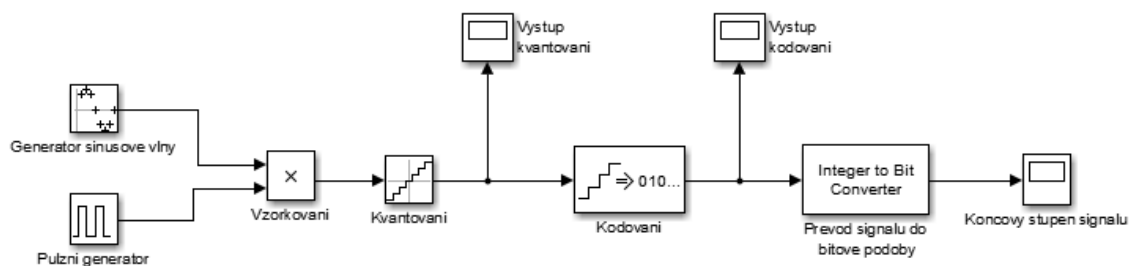 Vystup
kvantovani
Vystup
kodovani
Generator sinusove vlny
×
Vzorkovani
Kvantovani
010...
Kodovani
Integer to Bit
Converter
Prevod signalu do
bitove podoby
Koncovy stupen signalu
Pulzni generator